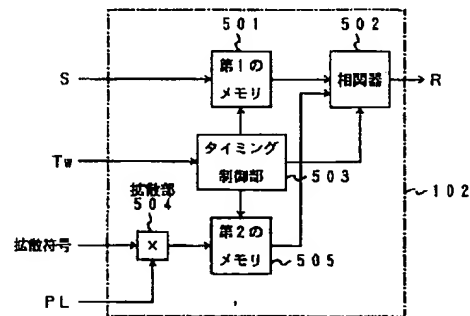 501
502
S
第1の
メモリ
相関器
R
Tw
タイミング
制御部
503
102
拡散部
504
拡散符号
×
第2の
メモリ
505
PL